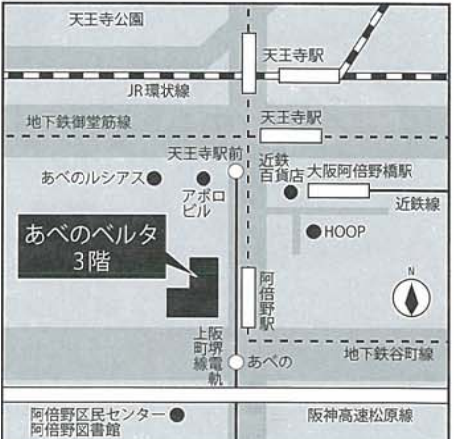 天王寺公園
天王寺駅
JR環状線
天王寺駅
地下鉄御堂筋線
天王寺駅前
近鉄
百貨店
大阪阿倍野橋駅
あべのルシアス
アポロ
ビル
近鉄線
HOOP
あべのベルタ
3階
阿倍野駅
N
阪堺電軌
上町線
あべの
地下鉄谷町線
阿倍野区民センター
阿倍野図書館
阪神高速松原線